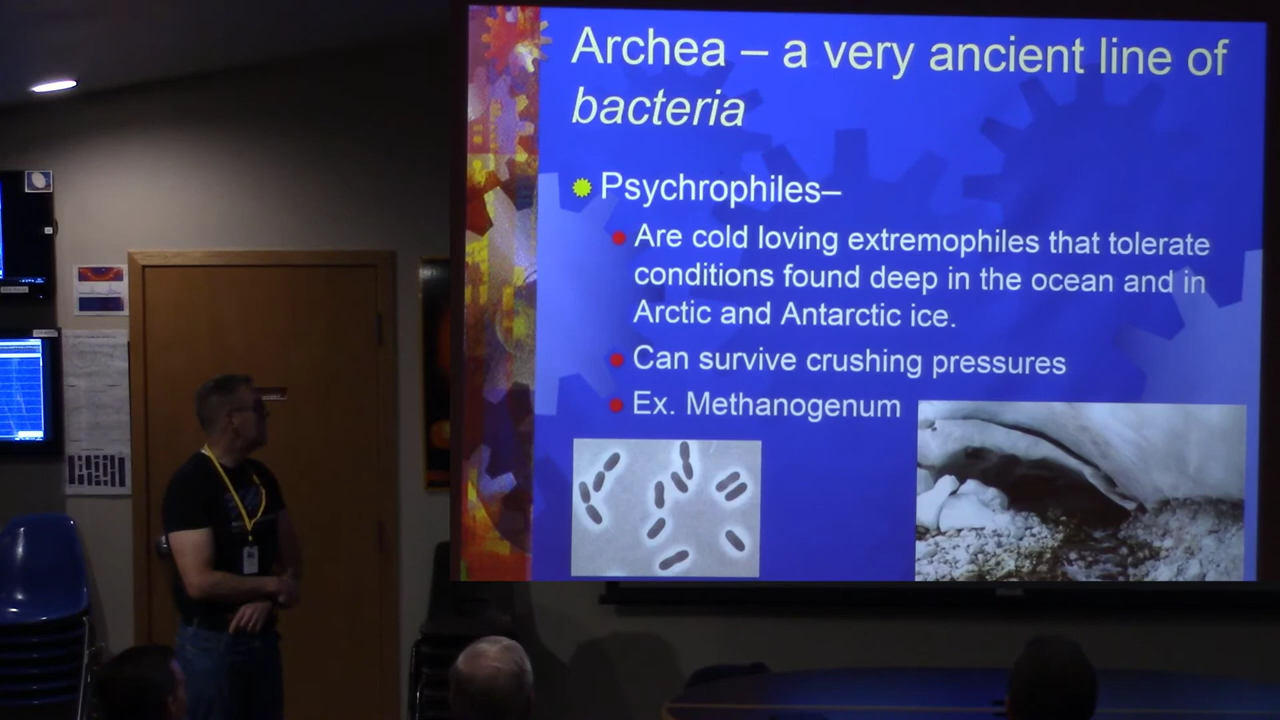 Archea – a very ancient line of
bacteria
Psychrophiles–
Are cold loving extremophiles that tolerate
conditions found deep in the ocean and in
Arctic and Antarctic ice.
Can survive crushing pressures
Ex. Methanogenum